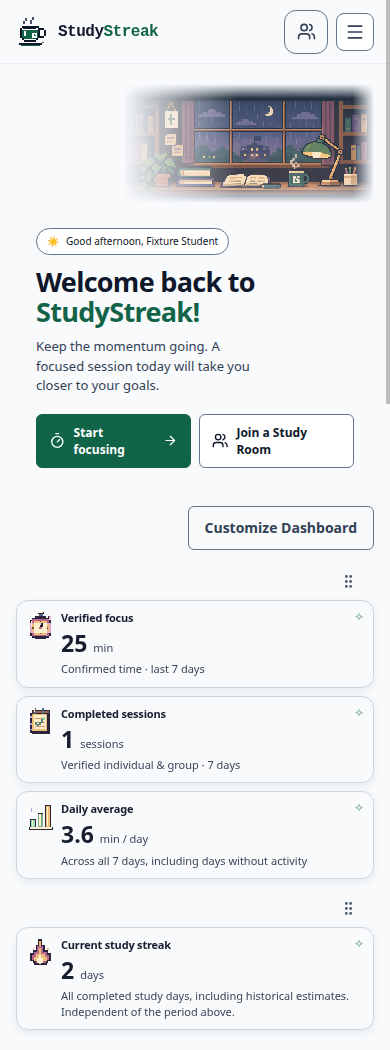 StudyStreak
Good afternoon, Fixture Student
Welcome back to
StudyStreak!
Keep the momentum going. A
focused session today will take you
closer to your goals.
Start
focusing
Join a Study
Room
Customize Dashboard
Verified focus
25 min
Confirmed time · last 7 days
Completed sessions
1 sessions
Verified individual & group · 7 days
Daily average
3.6 min / day
Across all 7 days, including days without activity
Current study streak
2 days
All completed study days, including historical estimates.
Independent of the period above.